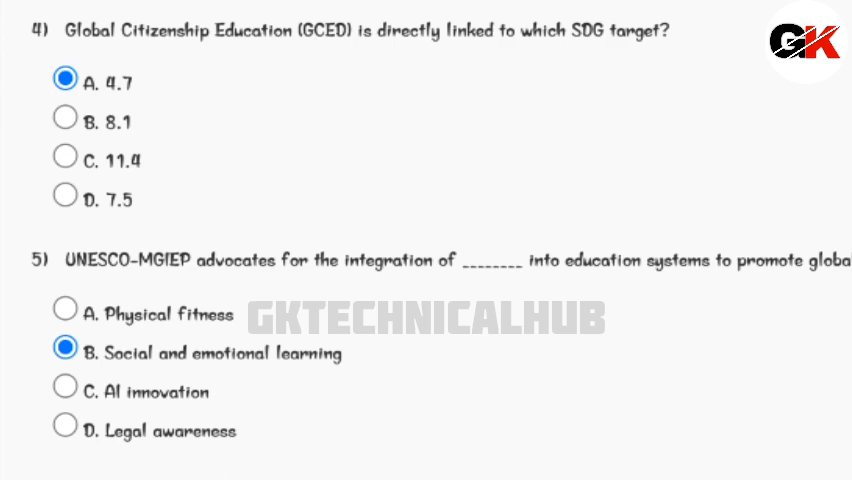 4) Global Citizenship Education (GCED) is directly linked to which SDG target?
GK
A. 4.7
B. 8.1
C. 11.4
D. 7.5
5) UNESCO-MGIEP advocates for the integration of ________ into education systems to promote globa
A. Physical fitness
GKTECHNICALHUB
B. Social and emotional learning
C. AI innovation
D. Legal awareness